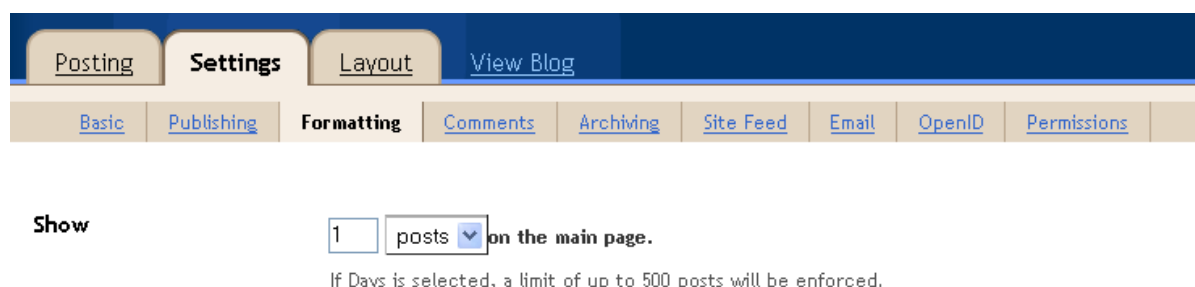 Posting Settings Layout View Blog
Basic Publishing Formatting Comments Archiving Site Feed Email OpenID Permissions
Show 1 posts on the main page.
If Days is selected, a limit of up to 500 posts will be enforced.